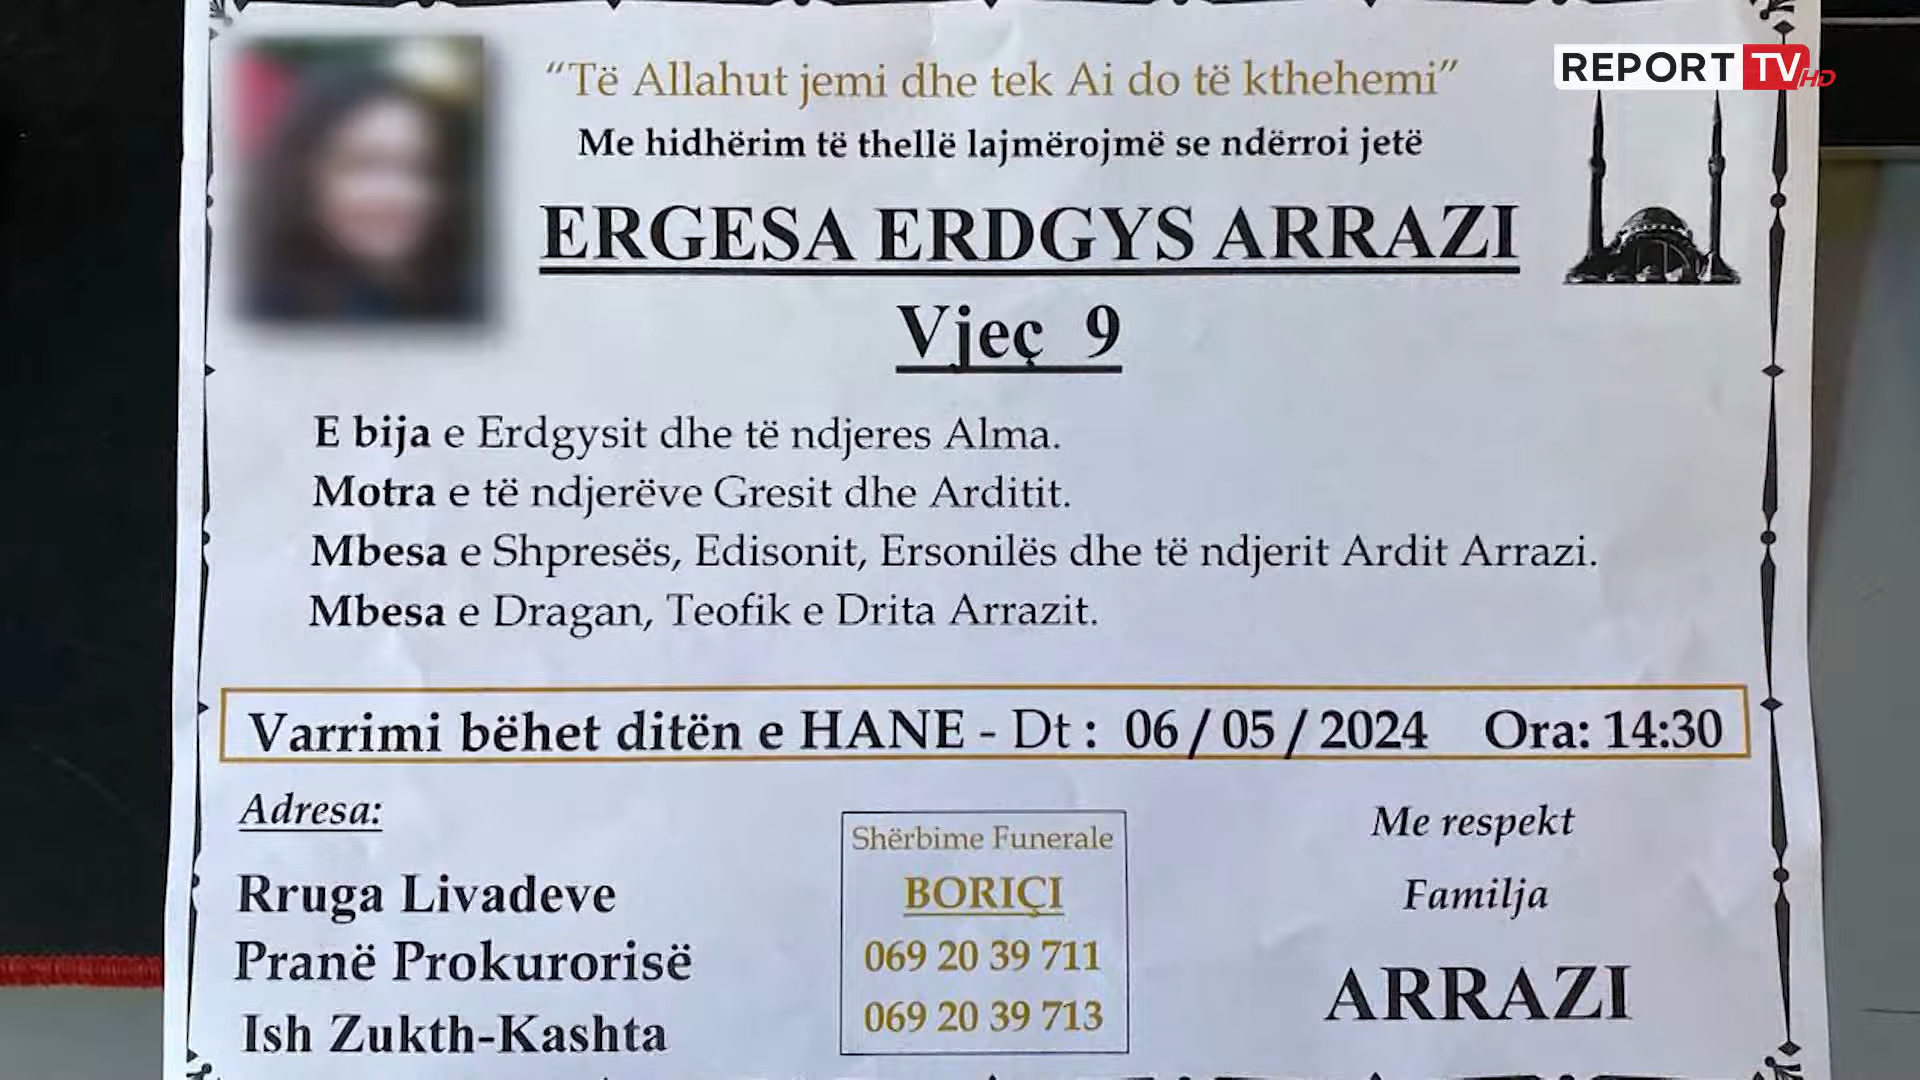 REPORT TV HD
“Të Allahut jemi dhe tek Ai do të kthehemi”
Me hidhërim të thellë lajmërojmë se ndërroi jetë
ERGESA ERDGYS ARRAZI
Vjeç 9
E bija e Erdgysit dhe të ndjeres Alma.
Motra e të ndjerëve Gresit dhe Arditit.
Mbesa e Shpresës, Edisonit, Ersonilës dhe të ndjerit Ardit Arrazi.
Mbesa e Dragan, Teofik e Drita Arrazit.
Varrimi bëhet ditën e HANE - Dt : 06 / 05 / 2024 Ora: 14:30
Adresa:
Rruga Livadeve
Pranë Prokurorisë
Ish Zukth-Kashta
Shërbime Funerale
BORIÇI
069 20 39 711
069 20 39 713
Me respekt
Familja
ARRAZI